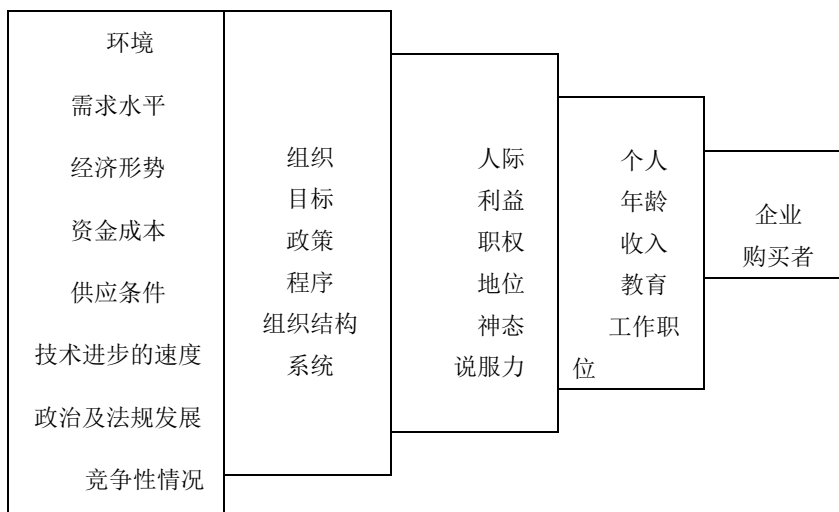 环境
需求水平
经济形势
资金成本
供应条件
技术进步的速度
政治及法规发展
竞争性情况
组织
目标
政策
程序
组织结构
系统
人际
利益
职权
地位
神态
说服力
个人
年龄
收入
教育
工作职
位
企业
购买者